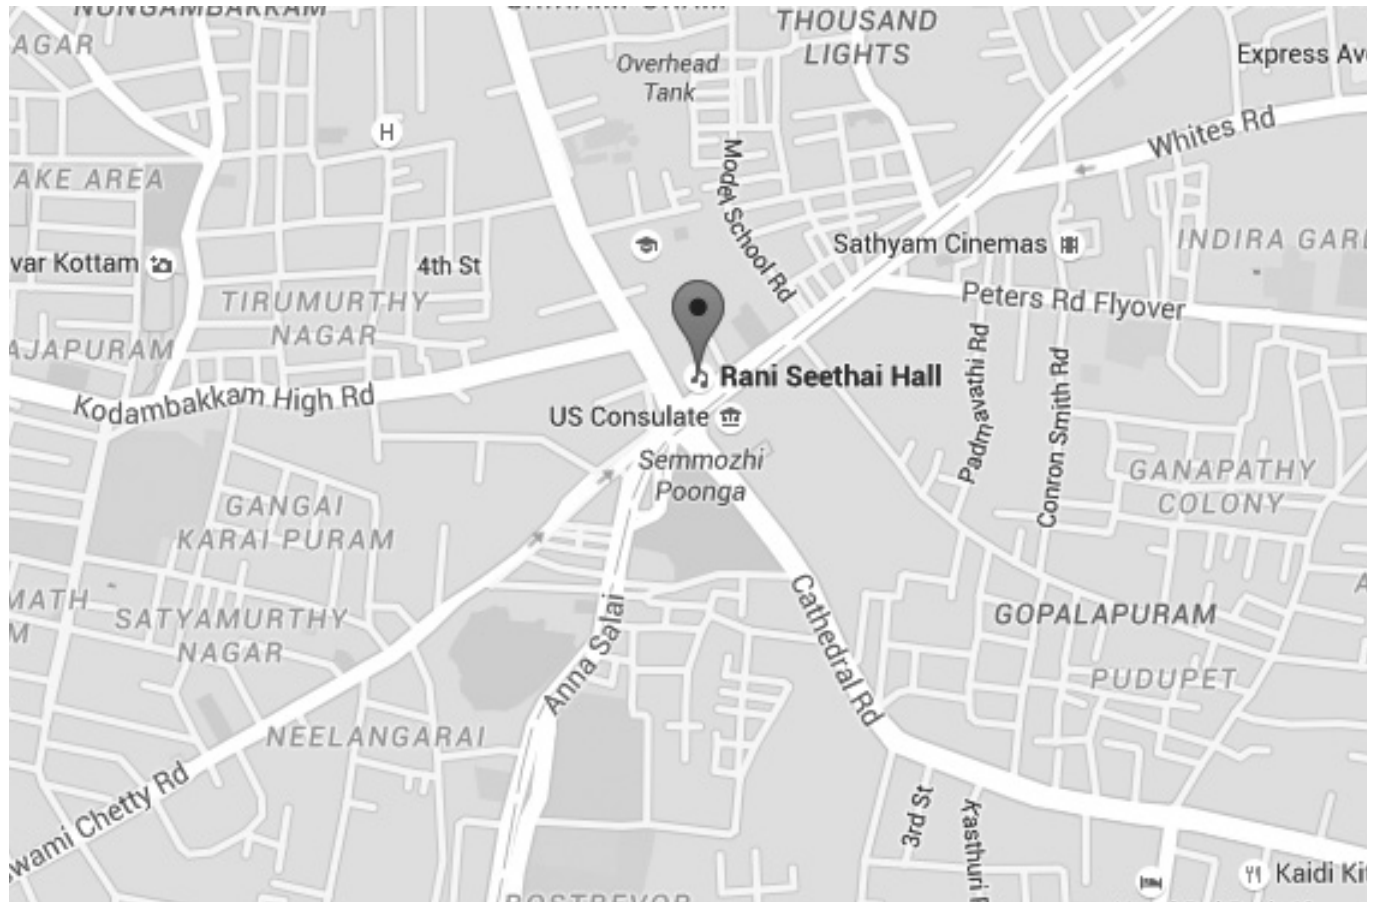 NUNGAMBAKKAM
THOUSAND
LIGHTS
AGAR
Overhead
Tank
Express Av
Whites Rd
H
AKE AREA
Model School Rd
var Kottam
4th St
Sathyam Cinemas
INDIRA GAR
TIRUMURTHY
NAGAR
Peters Rd Flyover
AJAPURAM
Rani Seethai Hall
Kodambakkam High Rd
US Consulate
Padmavathi Rd
Conron Smith Rd
Semmozhi
Poonga
GANAPATHY
COLONY
GANGAI
KARAI PURAM
MATH
M
SATYAMURTHY
NAGAR
Anna Salai
Cathedral Rd
GOPALAPURAM
A
PUDUPET
NEELANGARAI
wami Chetty Rd
3rd St
Kasthuri
Kaidi Kit